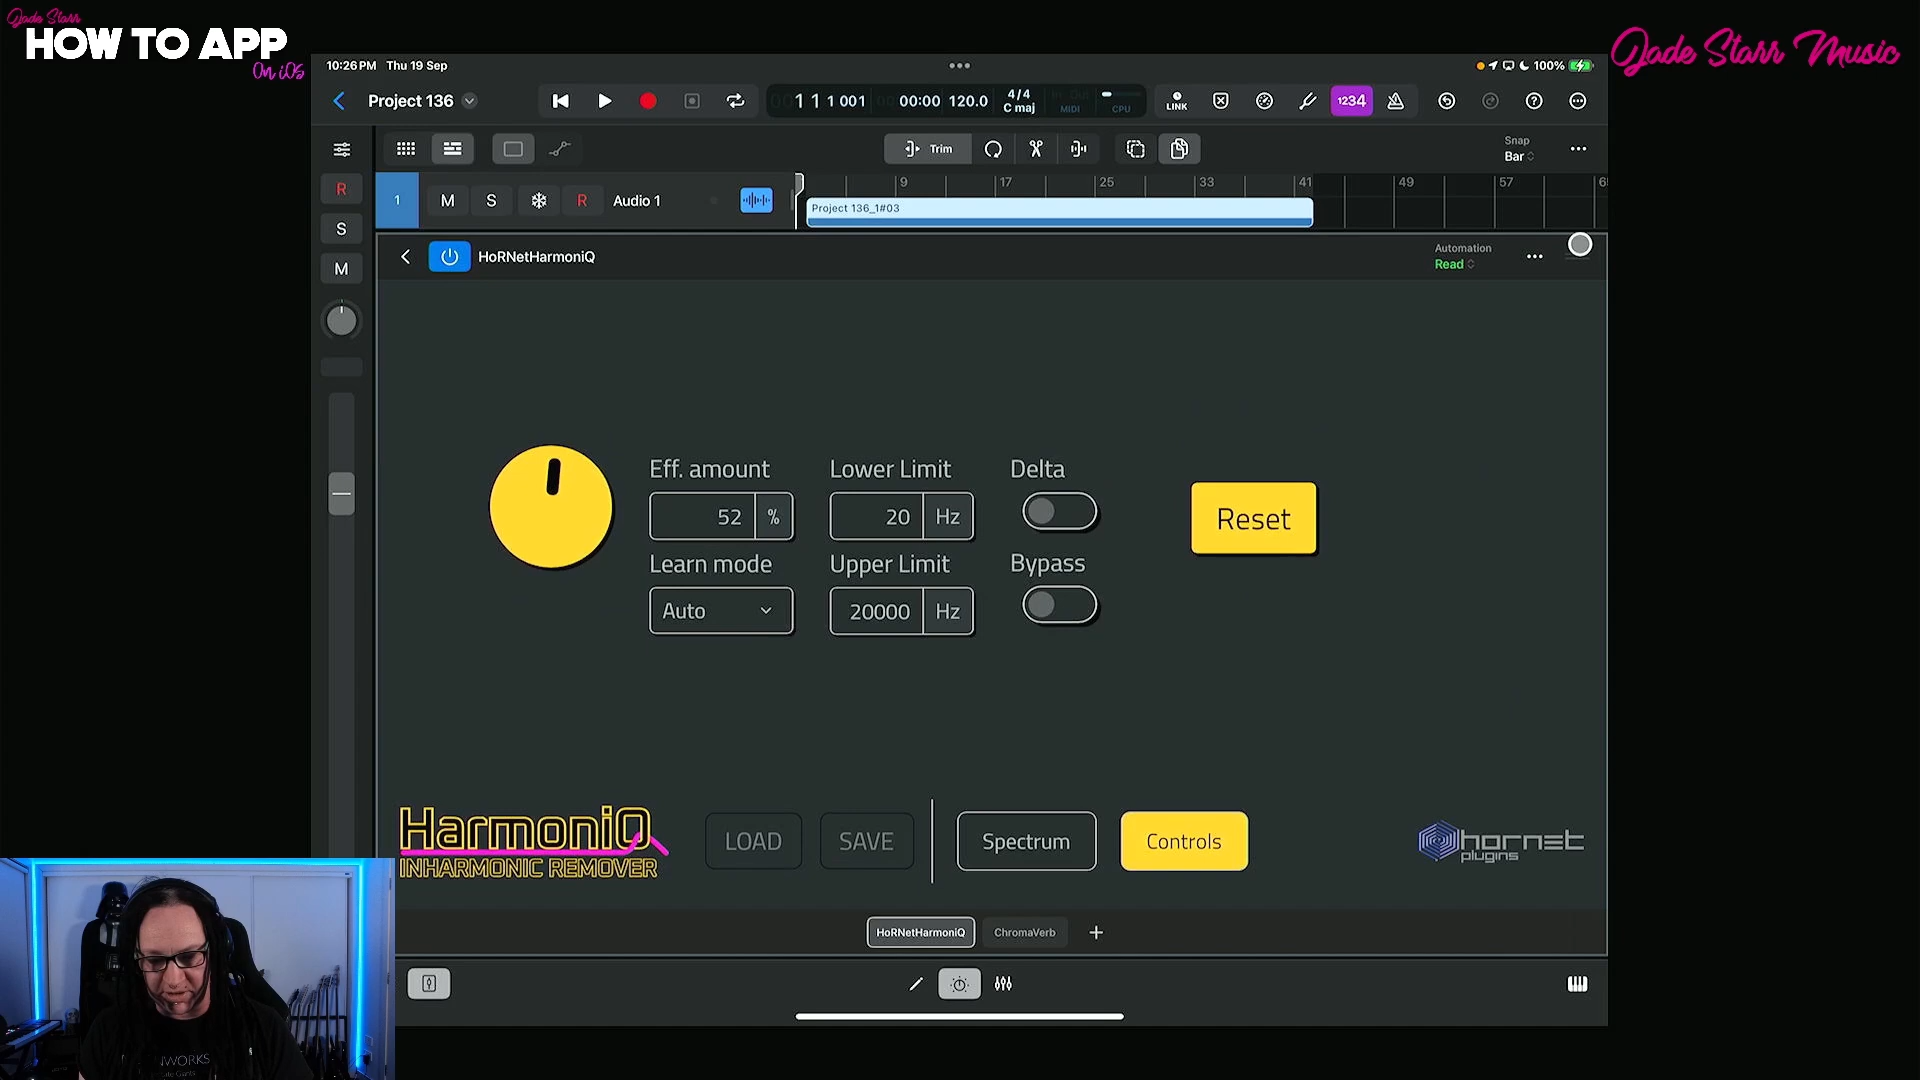 Jade Starr
HOW TO APP
On iOS
Jade Starr Music
10:26 PM Thu 19 Sep
100%
Project 136
1 1 1 001
00:00
120.0
4/4
C maj
In Out
MIDI
CPU
LINK
1234
Trim
Snap
Bar
R
S
M
1
M
S
R
Audio 1
9
17
25
33
41
49
57
Project 136_1#03
HoRNetHarmoniQ
Automation
Read
Eff. amount
52 %
Lower Limit
20 Hz
Delta
Reset
Learn mode
Auto
Upper Limit
20000 Hz
Bypass
HarmoniQ
INHARMONIC REMOVER
LOAD
SAVE
Spectrum
Controls
hornet
plugins
HoRNetHarmoniQ
ChromaVerb